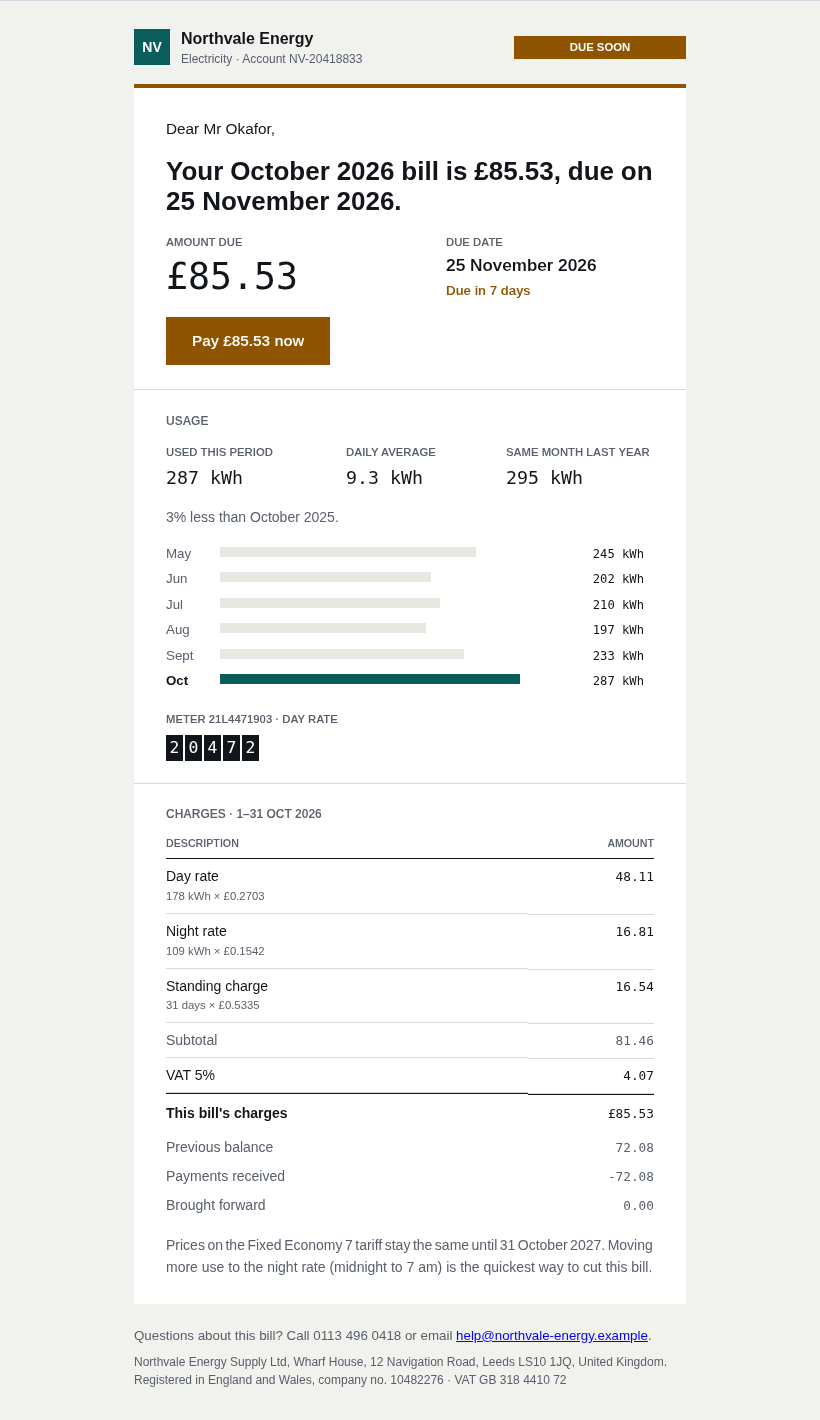 NV
Northvale Energy
Electricity · Account NV-20418833
DUE SOON
Dear Mr Okafor,
Your October 2026 bill is £85.53, due on
25 November 2026.
AMOUNT DUE
£85.53
DUE DATE
25 November 2026
Due in 7 days
Pay £85.53 now
USAGE
USED THIS PERIOD
287 kWh
DAILY AVERAGE
9.3 kWh
SAME MONTH LAST YEAR
295 kWh
3% less than October 2025.
May 245 kWh
Jun 202 kWh
Jul 210 kWh
Aug 197 kWh
Sept 233 kWh
Oct 287 kWh
METER 21L4471903 · DAY RATE
20472
CHARGES · 1–31 OCT 2026
DESCRIPTION AMOUNT
Day rate 48.11
178 kWh × £0.2703
Night rate 16.81
109 kWh × £0.1542
Standing charge 16.54
31 days × £0.5335
Subtotal 81.46
VAT 5% 4.07
This bill's charges £85.53
Previous balance 72.08
Payments received -72.08
Brought forward 0.00
Prices on the Fixed Economy 7 tariff stay the same until 31 October 2027. Moving
more use to the night rate (midnight to 7 am) is the quickest way to cut this bill.
Questions about this bill? Call 0113 496 0418 or email help@northvale-energy.example.
Northvale Energy Supply Ltd, Wharf House, 12 Navigation Road, Leeds LS10 1JQ, United Kingdom.
Registered in England and Wales, company no. 10482276 · VAT GB 318 4410 72